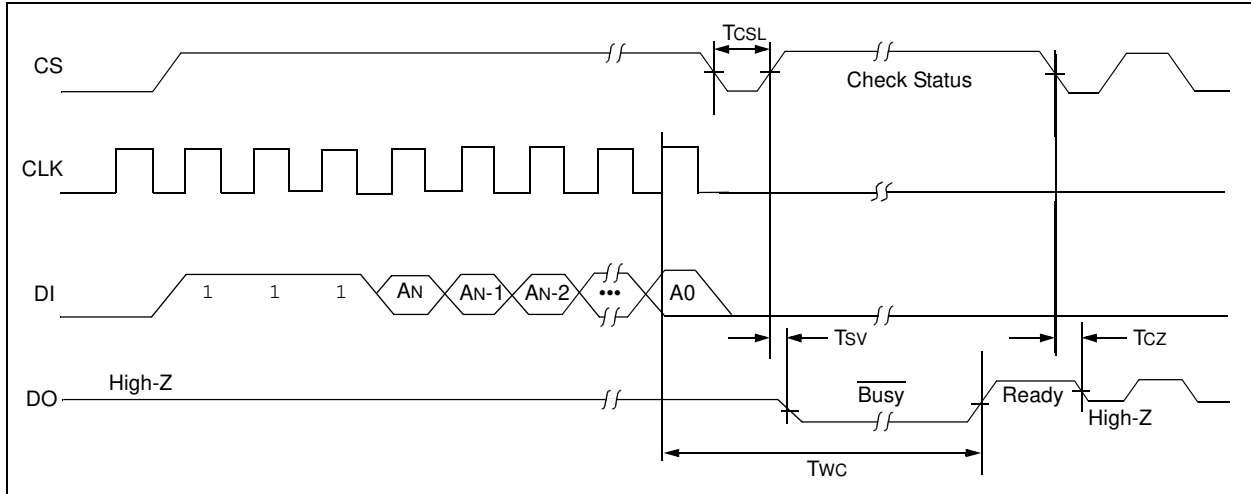 TCSL
CS
Check Status
CLK
DI
1 1 1 AN AN-1 AN-2 ••• A0
TSV
TCZ
High-Z
DO
Busy
Ready
High-Z
TWC